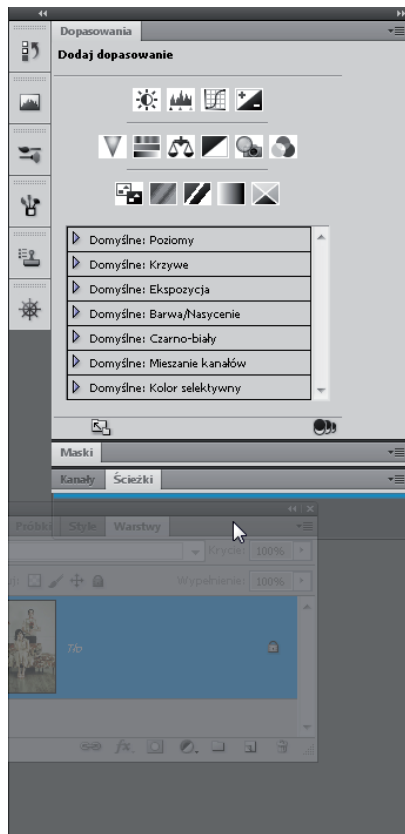 Dopasowania
Dodaj dopasowanie
Domyślne: Poziomy
Domyślne: Krzywe
Domyślne: Ekspozycja
Domyślne: Barwa/Nasycenie
Domyślne: Czarno-biały
Domyślne: Mieszanie kanałów
Domyślne: Kolor selektywny
Maski
Kanały Ścieżki
Próbki Style Warstwy
Krycie: 100%
Wypełnienie: 100%
Tło
fx.